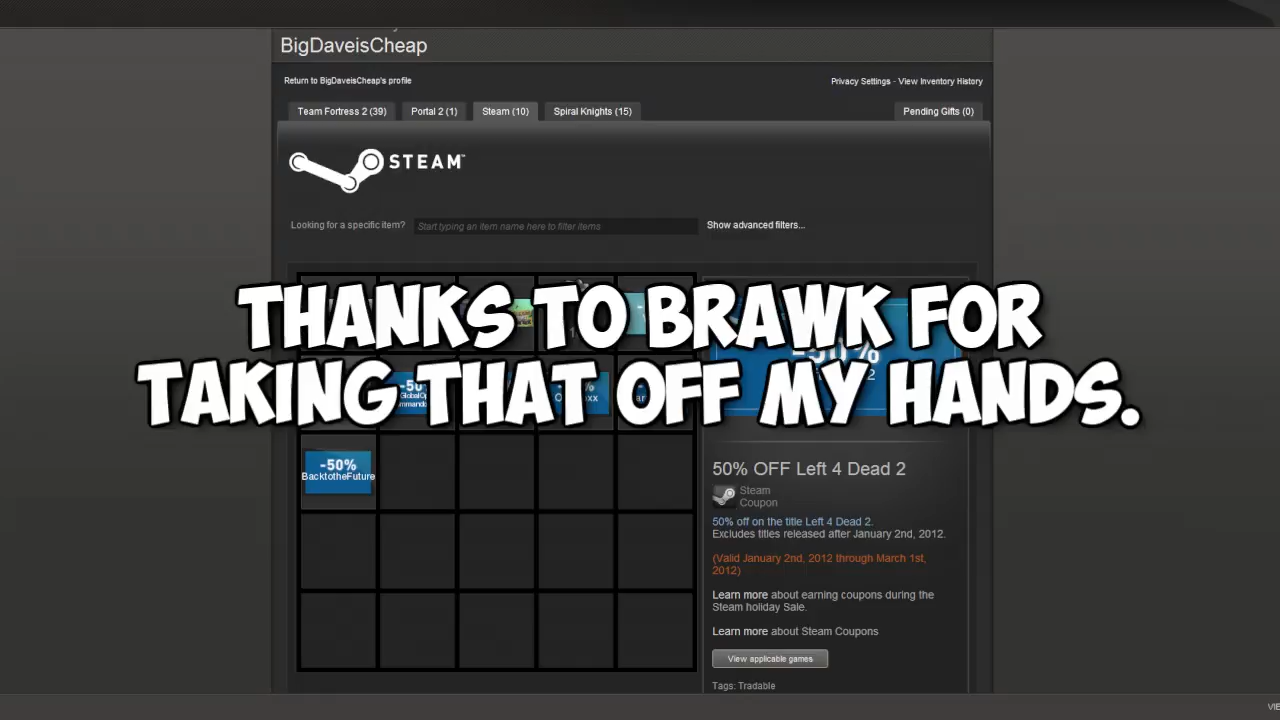 BigDaveisCheap
Return to BigDaveisCheap's profile
Privacy Settings - View Inventory History
Team Fortress 2 (39)
Portal 2 (1)
Steam (10)
Spiral Knights (15)
Pending Gifts (0)
STEAM™
Looking for a specific item?
Start typing an item name here to filter items
Show advanced filters...
THANKS TO BRAWK FOR
TAKING THAT OFF MY HANDS.
-50%
BacktotheFuture
50% OFF Left 4 Dead 2
Steam
Coupon
50% off on the title Left 4 Dead 2.
Excludes titles released after January 2nd, 2012.
(Valid January 2nd, 2012 through March 1st,
2012)
Learn more about earning coupons during the
Steam holiday Sale.
Learn more about Steam Coupons
View applicable games
Tags: Tradable